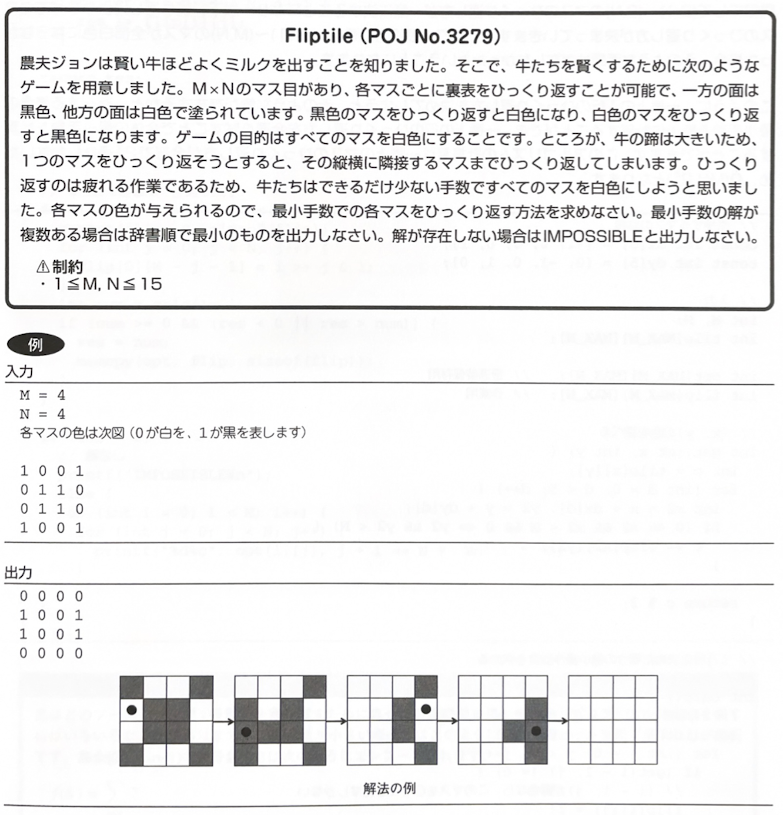 Fliptile (POJ No.3279)
農夫ジョンは賢い牛ほどよくミルクを出すことを知りました。そこで、牛たちを賢くするために次のような
ゲームを用意しました。M×Nのマス目があり、各マスごとに裏表をひっくり返すことが可能で、一方の面は
黒色、他方の面は白色で塗られています。黒色のマスをひっくり返すと白色になり、白色のマスをひっくり返
すと黒色になります。ゲームの目的はすべてのマスを白色にすることです。ところが、牛の蹄は大きいため、
1つのマスをひっくり返そうとすると、その縦横に隣接するマスまでひっくり返してしまいます。ひっくり
返すのは疲れる作業であるため、牛たちはできるだけ少ない手数ですべてのマスを白色にしようと思いまし
た。各マスの色が与えられるので、最小手数での各マスをひっくり返す方法を求めなさい。最小手数の解が
複数ある場合は辞書順で最小のものを出力しなさい。解が存在しない場合はIMPOSSIBLEと出力しなさい。
⚠制約
・1≦M, N≦15
例
入力
M = 4
N = 4
各マスの色は次図(0が白を、1が黒を表します)
1 0 0 1
0 1 1 0
0 1 1 0
1 0 0 1
出力
0 0 0 0
1 0 0 1
1 0 0 1
0 0 0 0
解法の例